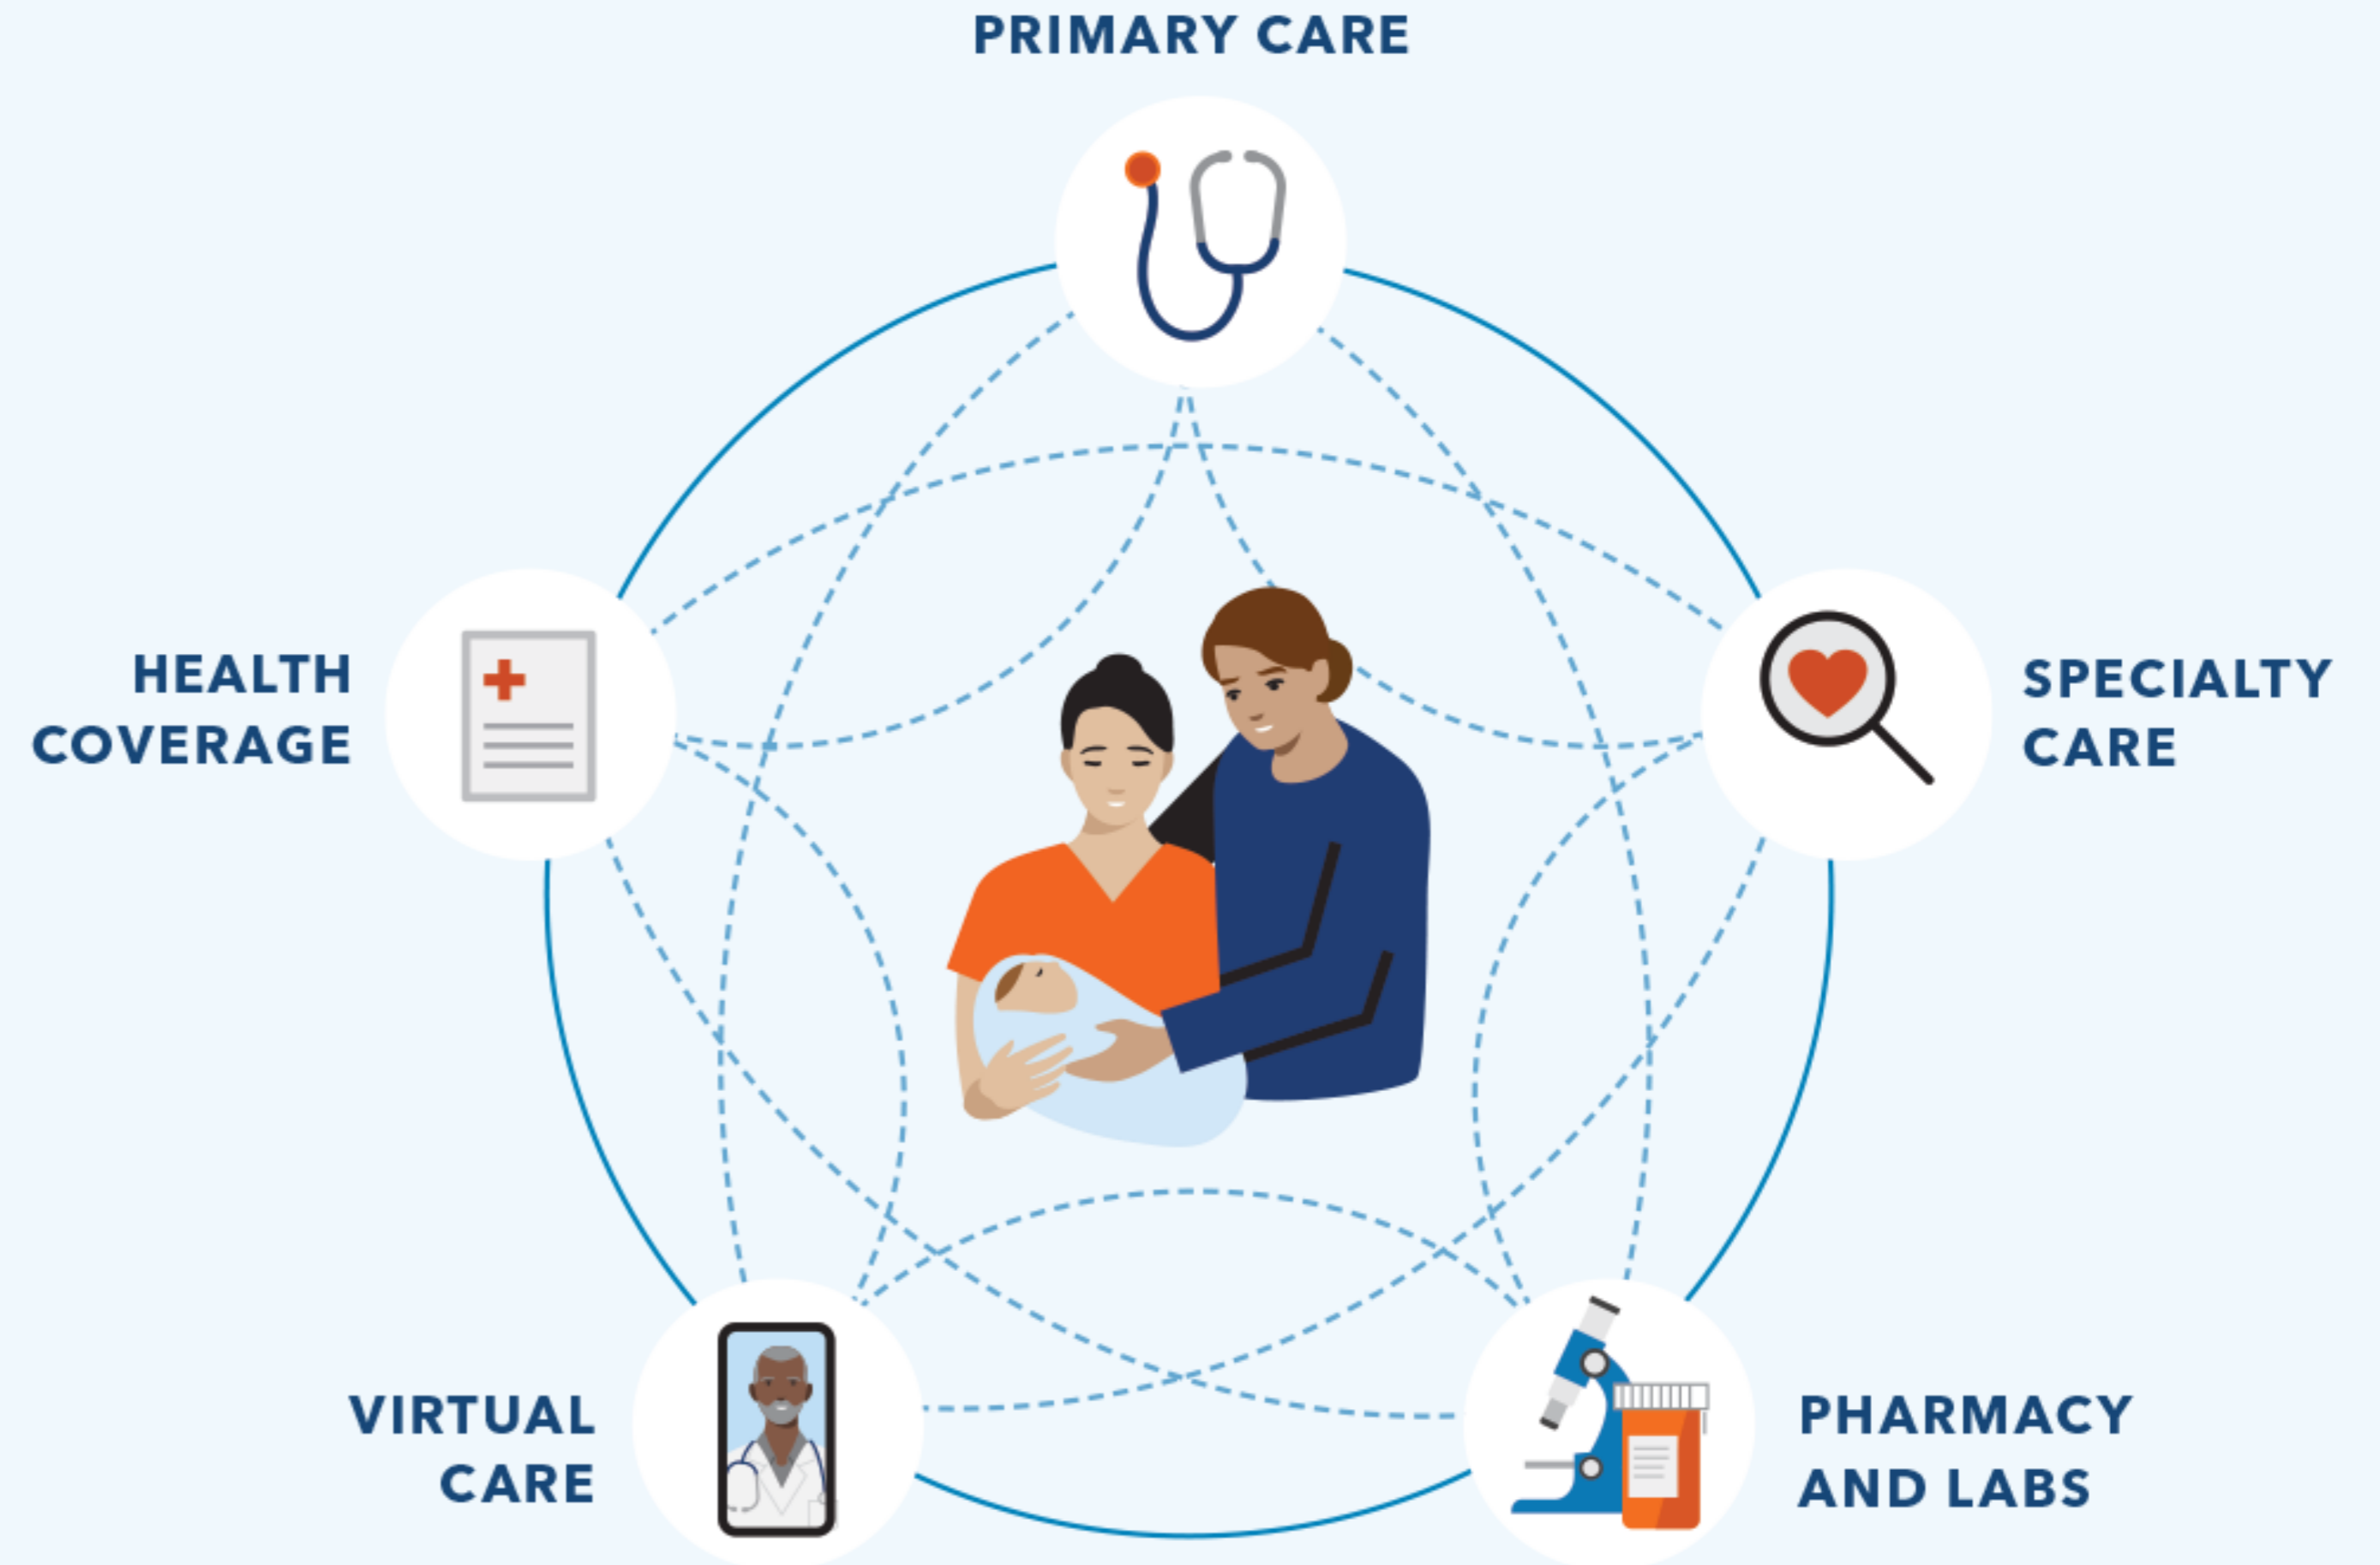 PRIMARY CARE
HEALTH
COVERAGE
SPECIALTY
CARE
VIRTUAL
CARE
PHARMACY
AND LABS